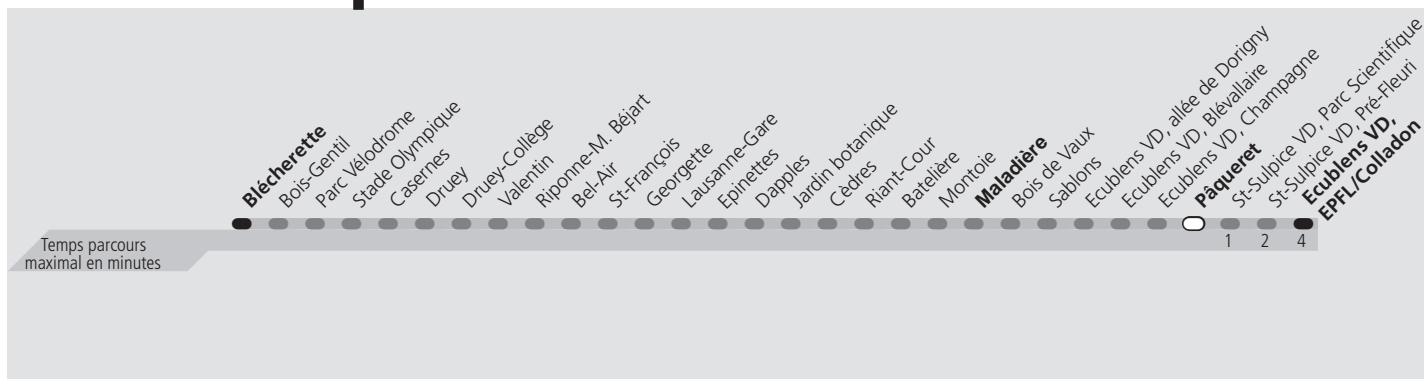 Blécherette
Bois-Gentil
Parc Vélodrome
Stade Olympique
Casernes
Druey
Druey-Collège
Valentin
Riponne-M. Béjart
Bel-Air
St-François
Georgette
Lausanne-Gare
Epinettes
Dapples
Jardin botanique
Cèdres
Riant-Cour
Batelière
Montoie
Maladière
Bois de Vaux
Sablons
Ecublens VD, allée de Dorigny
Ecublens VD, Blévallaire
Ecublens VD, Champagne
Pâqueret
St-Sulpice VD, Parc Scientifique
St-Sulpice VD, Pré-Fleuri
Ecublens VD,
EPFL/Colladon
Temps parcours
maximal en minutes
1 2 4